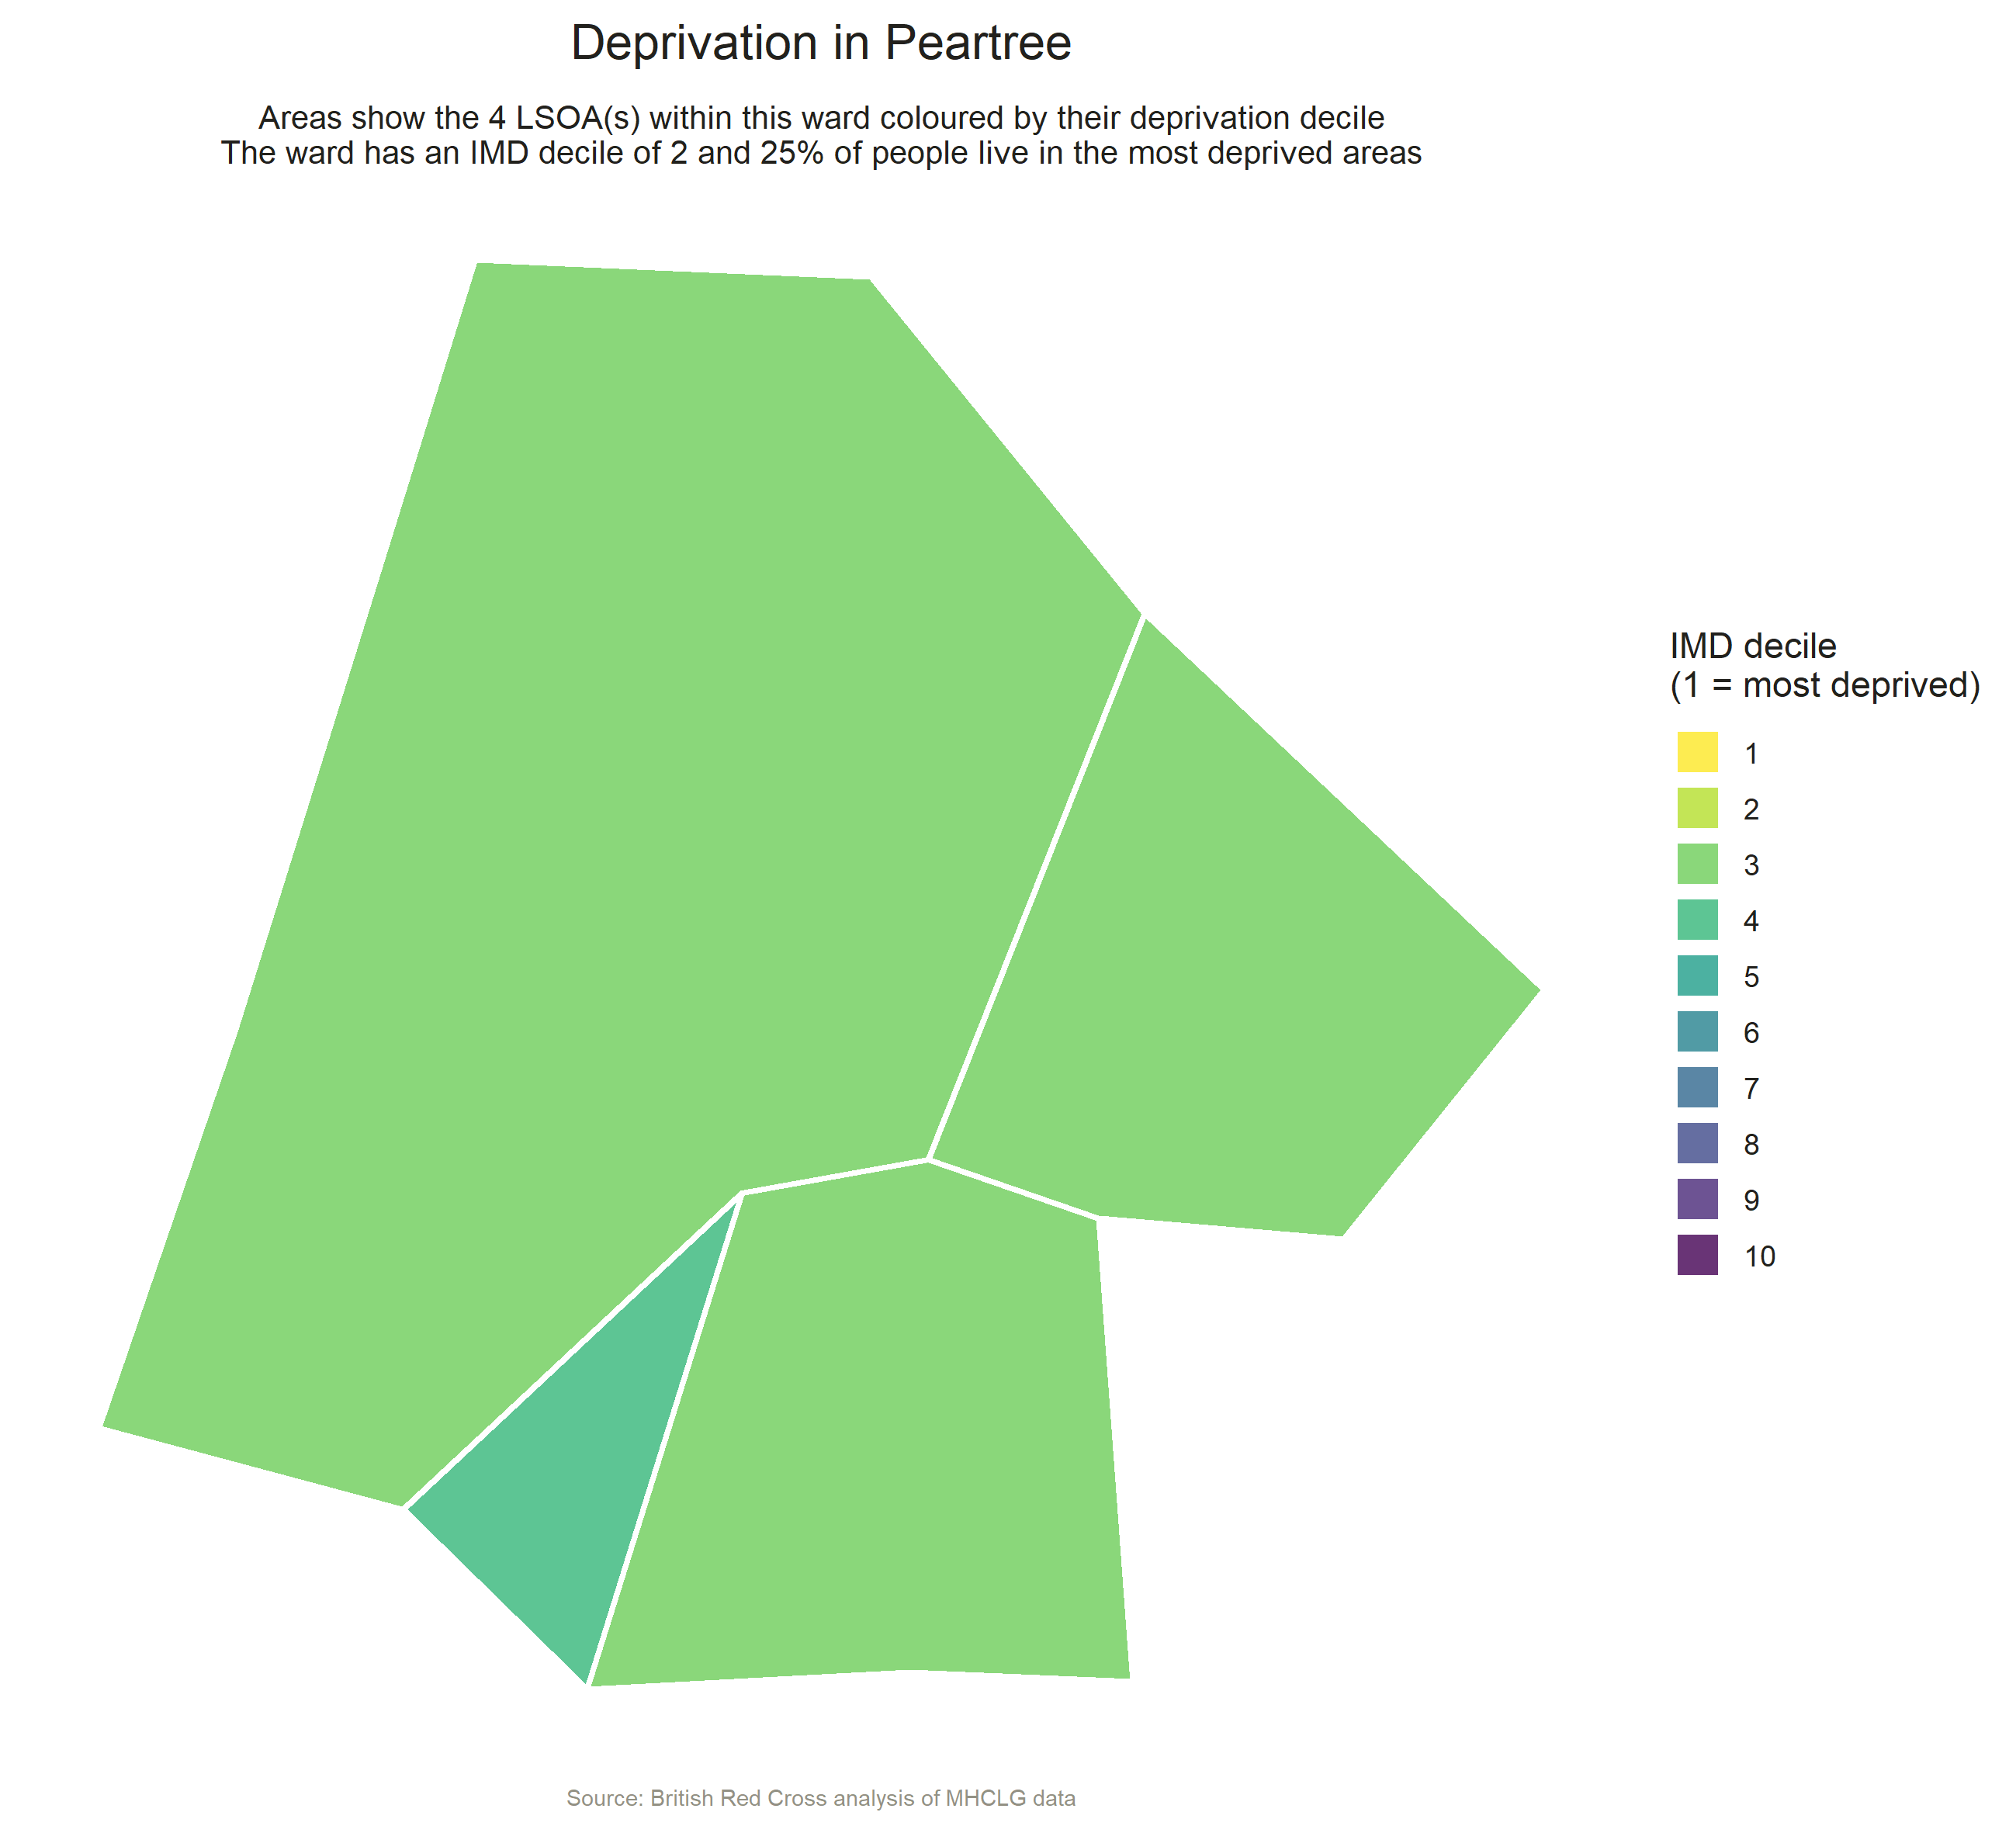 Deprivation in Peartree
Areas show the 4 LSOA(s) within this ward coloured by their deprivation decile
The ward has an IMD decile of 2 and 25% of people live in the most deprived areas
IMD decile
(1 = most deprived)
1
2
3
4
5
6
7
8
9
10
Source: British Red Cross analysis of MHCLG data